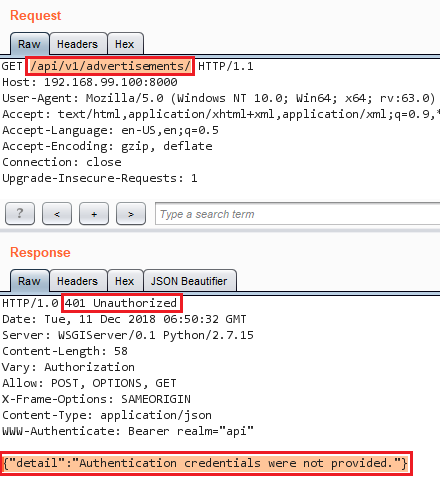 Request
Raw Headers Hex
GET /api/v1/advertisements/ HTTP/1.1
Host: 192.168.99.100:8000
User-Agent: Mozilla/5.0 (Windows NT 10.0; Win64; x64; rv:63.0)
Accept: text/html,application/xhtml+xml,application/xml;q=0.9,*
Accept-Language: en-US,en;q=0.5
Accept-Encoding: gzip, deflate
Connection: close
Upgrade-Insecure-Requests: 1
? < + > Type a search term
Response
Raw Headers Hex JSON Beautifier
HTTP/1.0 401 Unauthorized
Date: Tue, 11 Dec 2018 06:50:32 GMT
Server: WSGIServer/0.1 Python/2.7.15
Content-Length: 58
Vary: Authorization
Allow: POST, OPTIONS, GET
X-Frame-Options: SAMEORIGIN
Content-Type: application/json
WWW-Authenticate: Bearer realm="api"
{"detail":"Authentication credentials were not provided."}